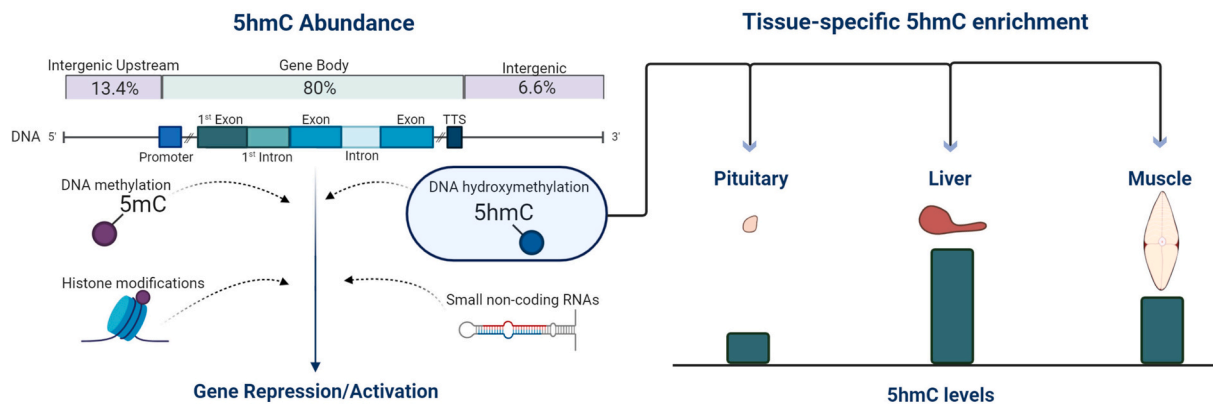 5hmC Abundance
Intergenic Upstream
Gene Body
Intergenic
13.4%
80%
6.6%
1st Exon
Exon
Exon
TTS
DNA 5'
3'
Promoter
1st Intron
Intron
DNA methylation
5mC
DNA hydroxymethylation
5hmC
Histone modifications
Small non-coding RNAs
Gene Repression/Activation
Tissue-specific 5hmC enrichment
Pituitary
Liver
Muscle
5hmC levels